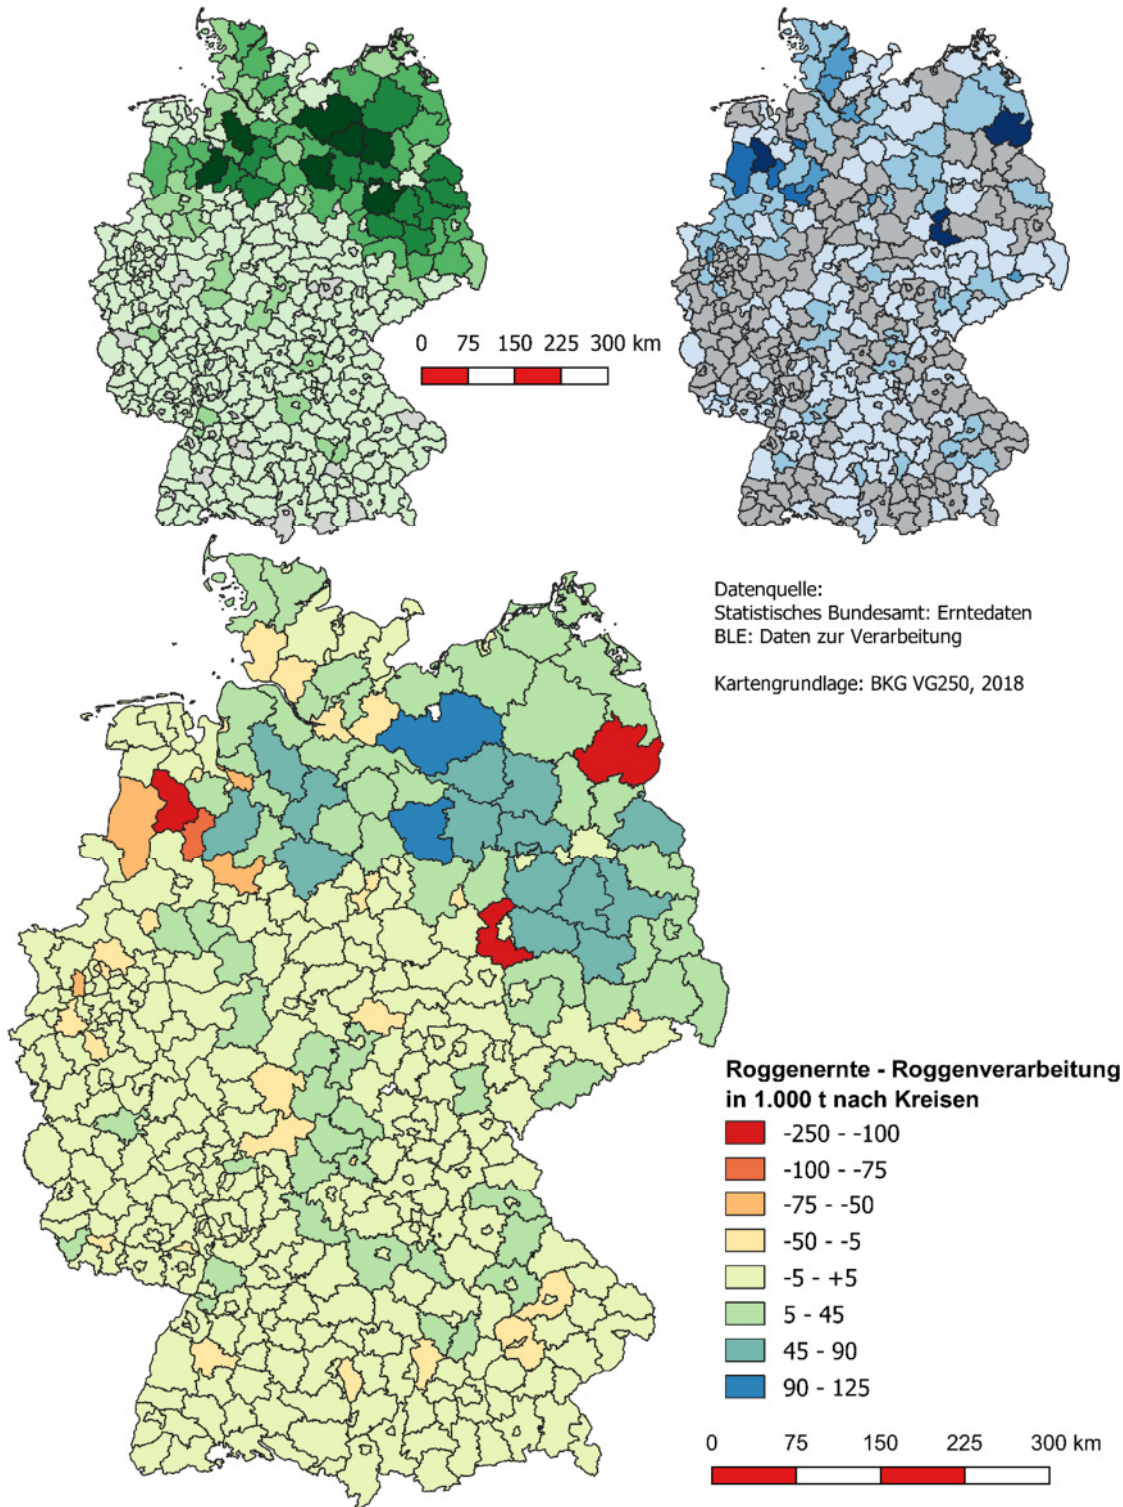 0 75 150 225 300 km
Datenquelle:
Statistisches Bundesamt: Erntedaten
BLE: Daten zur Verarbeitung
Kartengrundlage: BKG VG250, 2018
Roggenernte - Roggenverarbeitung
in 1.000 t nach Kreisen
-250 - -100
-100 - -75
-75 - -50
-50 - -5
-5 - +5
5 - 45
45 - 90
90 - 125
0 75 150 225 300 km